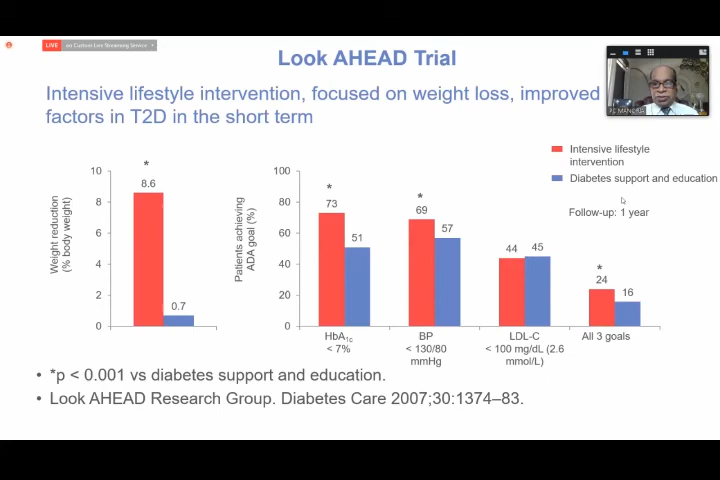 LIVE on Custom Live Streaming Service
Look AHEAD Trial
Intensive lifestyle intervention, focused on weight loss, improved
factors in T2D in the short term
Intensive lifestyle
intervention
Diabetes support and education
Follow-up: 1 year
Weight reduction
(% body weight)
10
8
6
4
2
0
*
8.6
0.7
Patients achieving
ADA goal (%)
100
80
60
40
20
0
*
73
51
*
69
57
44
45
*
24
16
HbA1c
< 7%
BP
< 130/80
mmHg
LDL-C
< 100 mg/dL (2.6
mmol/L)
All 3 goals
• *p < 0.001 vs diabetes support and education.
• Look AHEAD Research Group. Diabetes Care 2007;30:1374–83.